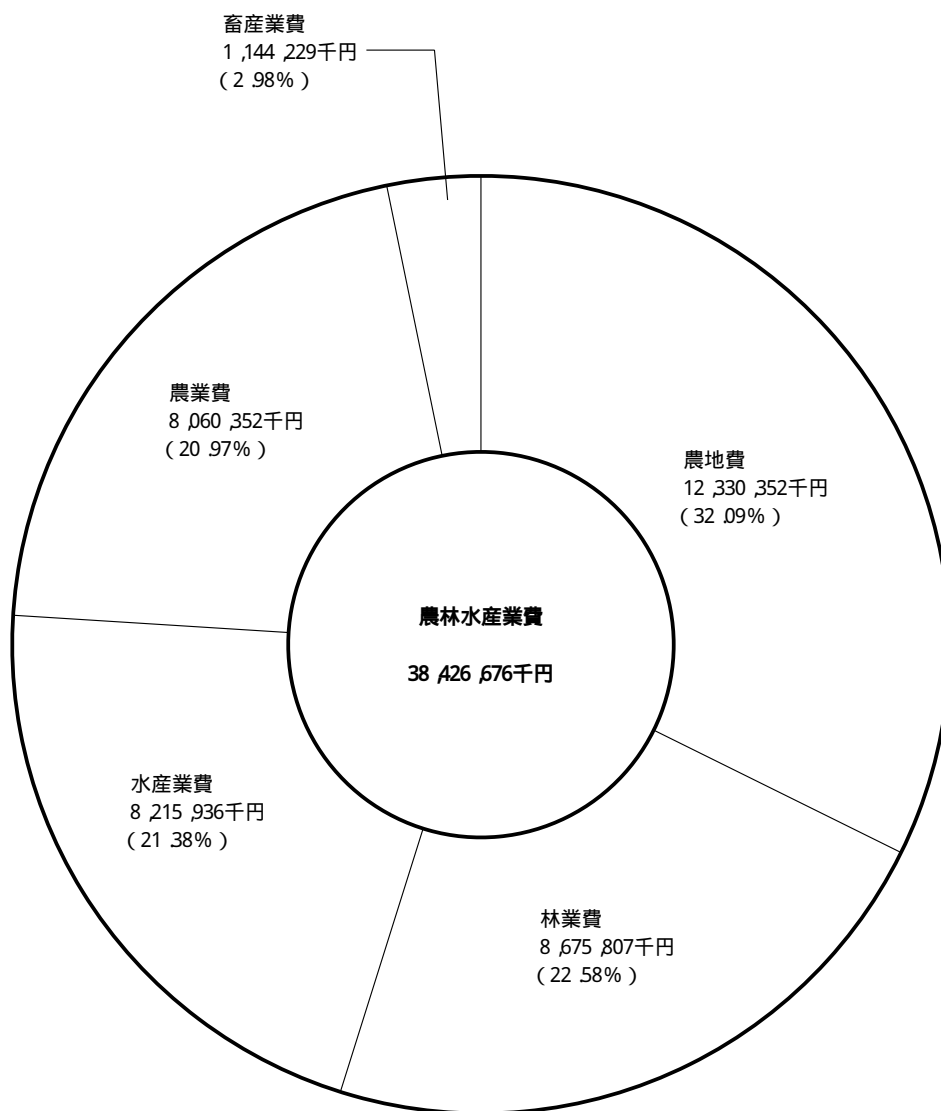 畜産業費
1,144,229千円
(2.98%)
農業費
8,060,352千円
(20.97%)
農地費
12,330,352千円
(32.09%)
農林水産業費
38,426,676千円
水産業費
8,215,936千円
(21.38%)
林業費
8,675,807千円
(22.58%)